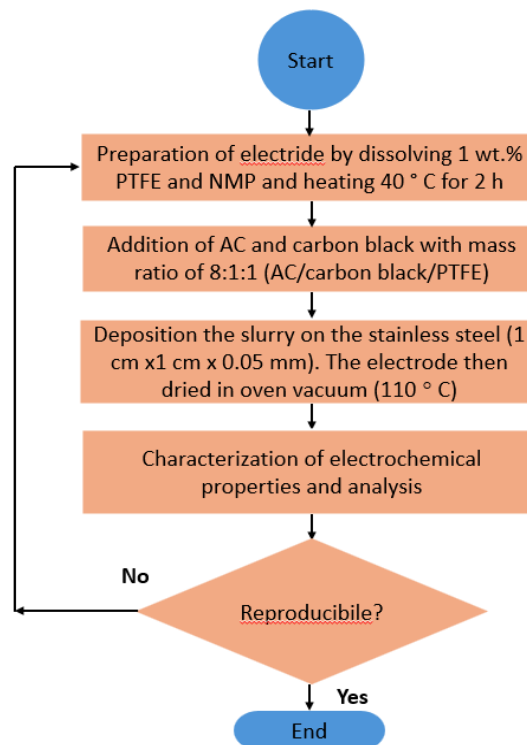 Start
Preparation of electride by dissolving 1 wt.%
PTFE and NMP and heating 40 ° C for 2 h
Addition of AC and carbon black with mass
ratio of 8:1:1 (AC/carbon black/PTFE)
Deposition the slurry on the stainless steel (1
cm x1 cm x 0.05 mm). The electrode then
dried in oven vacuum (110 ° C)
Characterization of electrochemical
properties and analysis
No
Reproducibile?
Yes
End